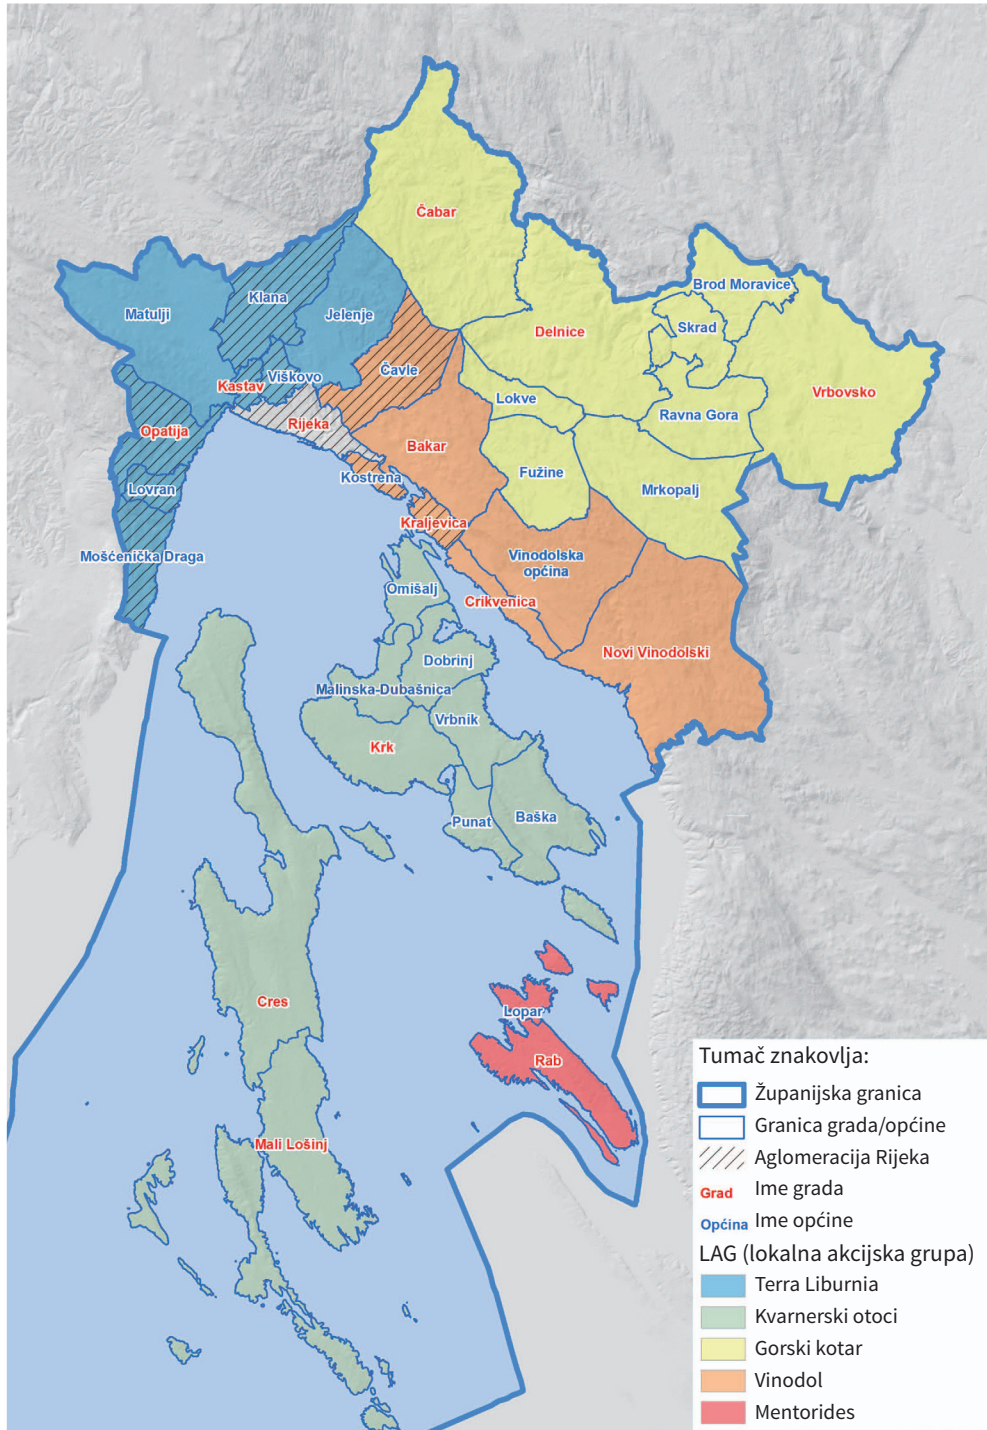 Čabar
Brod Moravice
Klana
Matulji
Jelenje
Skrad
Delnice
Čavle
Viškovo
Kastav
Vrbovsko
Lokve
Ravna Gora
Rijeka
Opatija
Bakar
Fužine
Kostrena
Lovran
Mrkopalj
Kraljevica
Mošćenička Draga
Vinodolska
općina
Omišalj
Crikvenica
Novi Vinodolski
Dobrinj
Malinska-Dubašnica
Vrbnik
Krk
Punat
Baška
Cres
Lopar
Rab
Mali Lošinj
Tumač znakovlja:
Županijska granica
Granica grada/općine
Aglomeracija Rijeka
Grad Ime grada
Općina Ime općine
LAG (lokalna akcijska grupa)
Terra Liburnia
Kvarnerski otoci
Gorski kotar
Vinodol
Mentorides